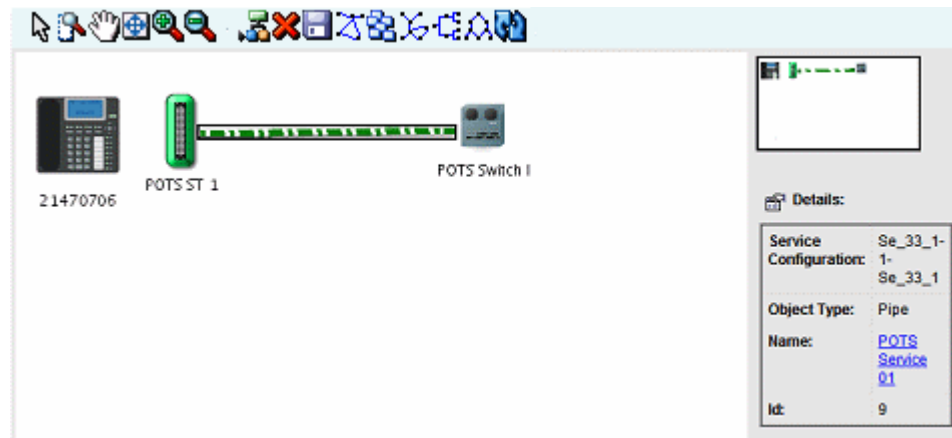 21470706
POTS ST 1
POTS Switch I
Details:
Service Configuration:
Se_33_1-
1-
Se_33_1
Object Type: Pipe
Name: POTS
Service
01
Id: 9